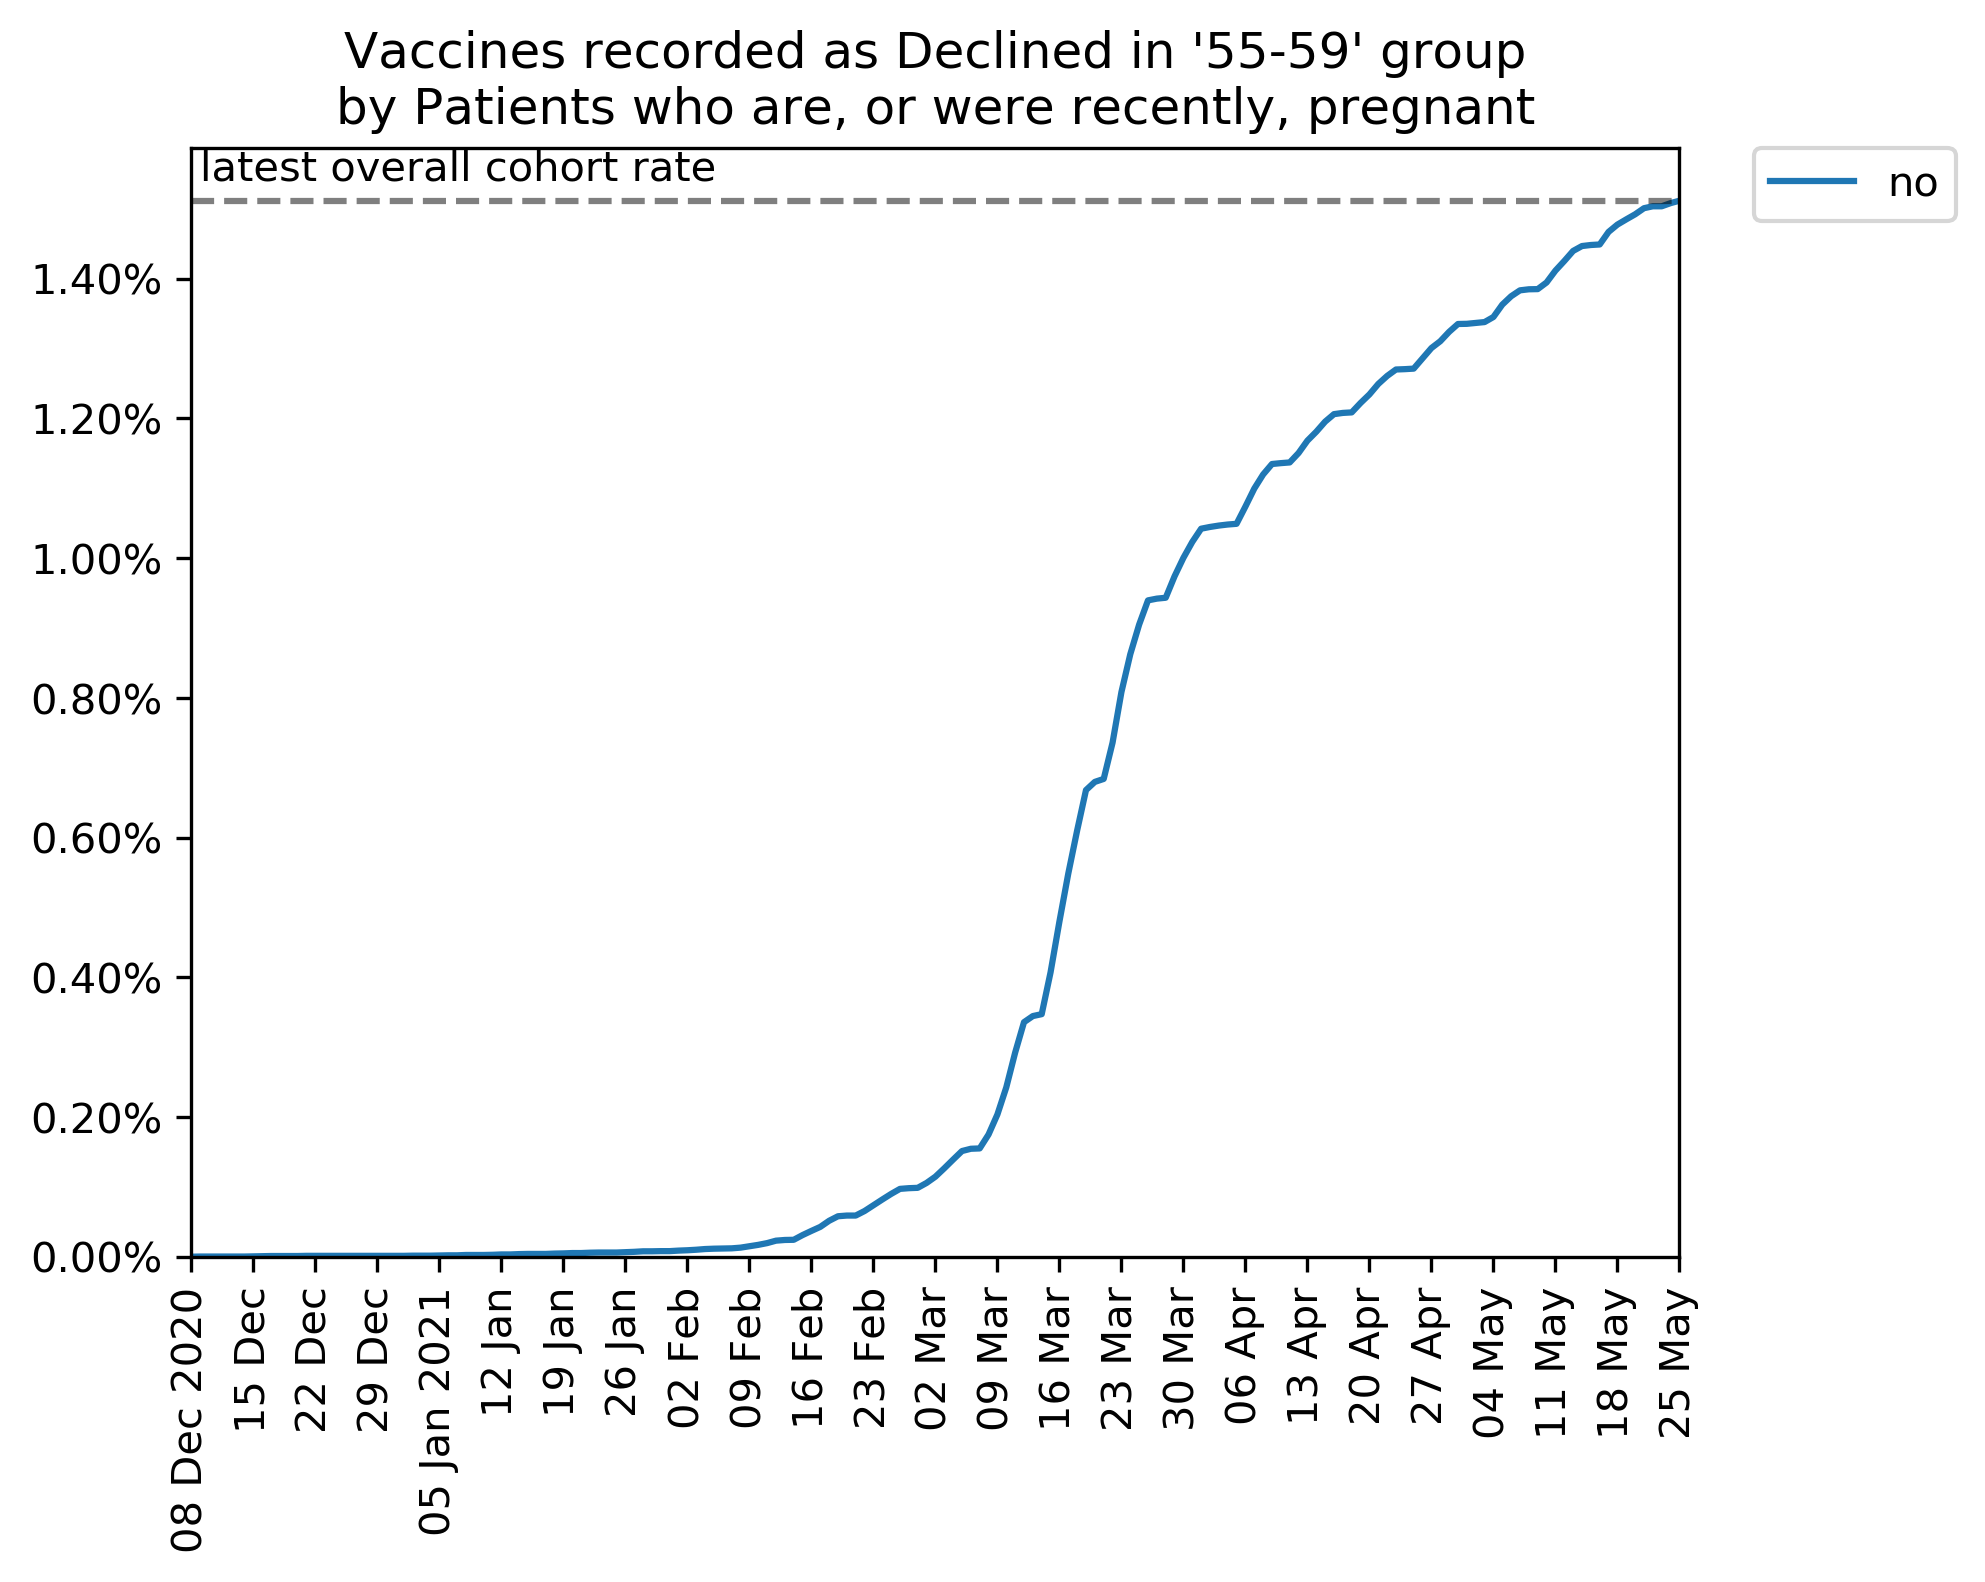 Vaccines recorded as Declined in '55-59' group
by Patients who are, or were recently, pregnant
latest overall cohort rate
no
1.40%
1.20%
1.00%
0.80%
0.60%
0.40%
0.20%
0.00%
08 Dec 2020
15 Dec
22 Dec
29 Dec
05 Jan 2021
12 Jan
19 Jan
26 Jan
02 Feb
09 Feb
16 Feb
23 Feb
02 Mar
09 Mar
16 Mar
23 Mar
30 Mar
06 Apr
13 Apr
20 Apr
27 Apr
04 May
11 May
18 May
25 May